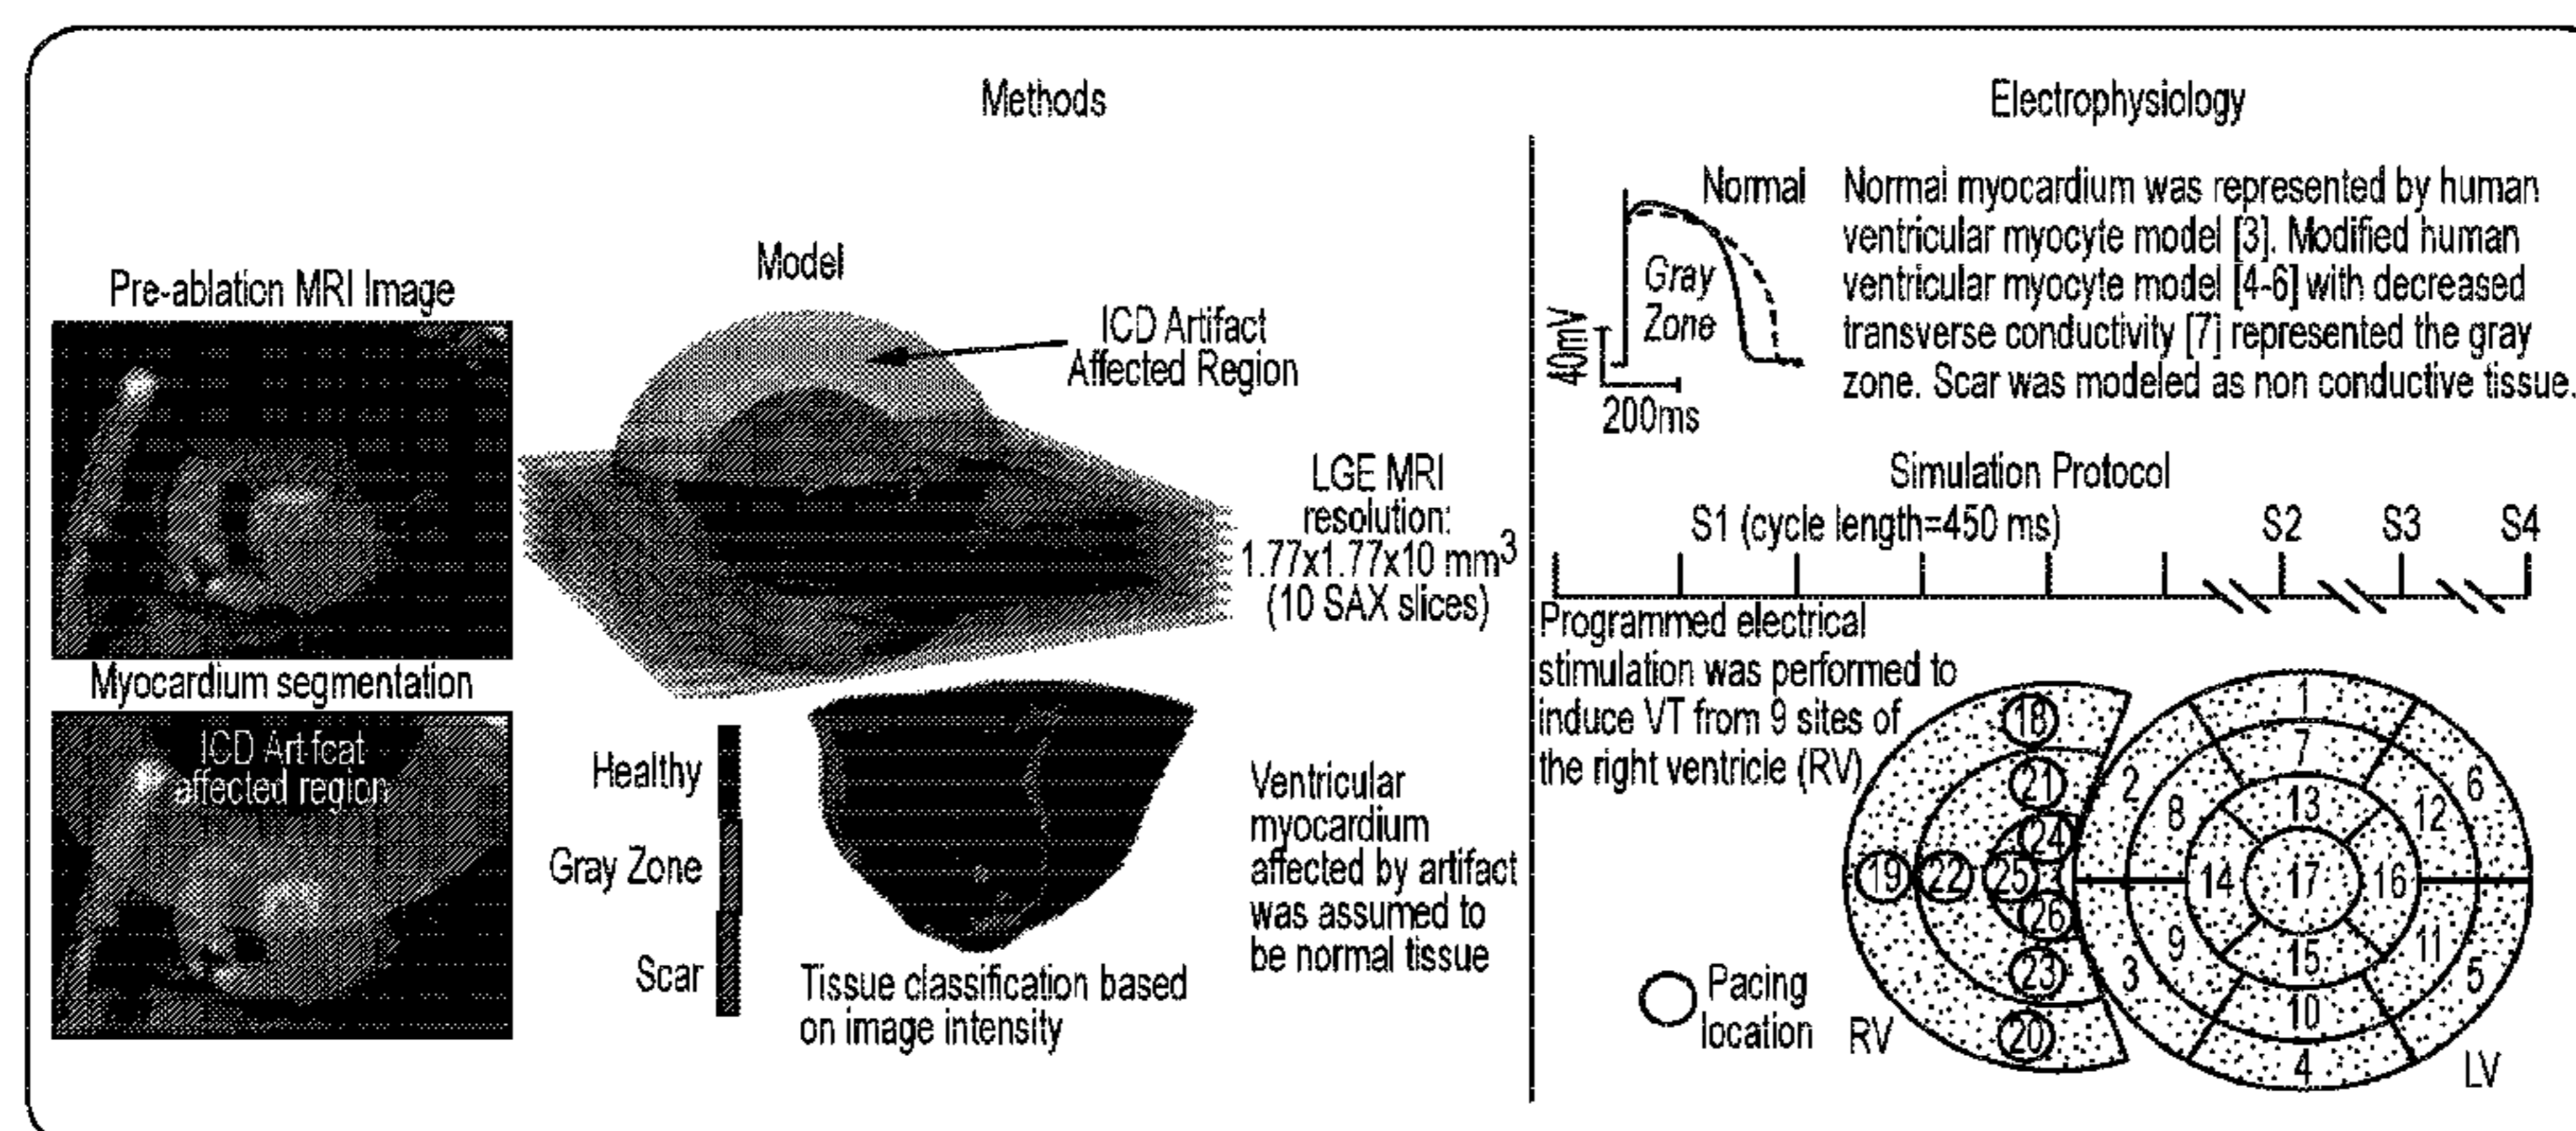 Methods
Pre-ablation MRI Image
Model
ICD Artifact
Affected Region
LGE MRI
resolution:
1.77x1.77x10 mm³
(10 SAX slices)
Myocardium segmentation
ICD Artfcat
affected region
Healthy
Gray Zone
Scar
Tissue classification based
on image intensity
Ventricular
myocardium
affected by artifact
was assumed to
be normal tissue
Electrophysiology
Normal
Gray
Zone
40mV
200ms
Normal myocardium was represented by human
ventricular myocyte model [3]. Modified human
ventricular myocyte model [4-6] with decreased
transverse conductivity [7] represented the gray
zone. Scar was modeled as non conductive tissue.
Simulation Protocol
S1 (cycle length=450 ms)
S2
S3
S4
Programmed electrical
stimulation was performed to
induce VT from 9 sites of
the right ventricle (RV)
18
21
24
19
22
25
26
23
20
1
7
2
8
13
12
6
14
17
16
9
3
15
11
5
10
4
Pacing
location
RV
LV